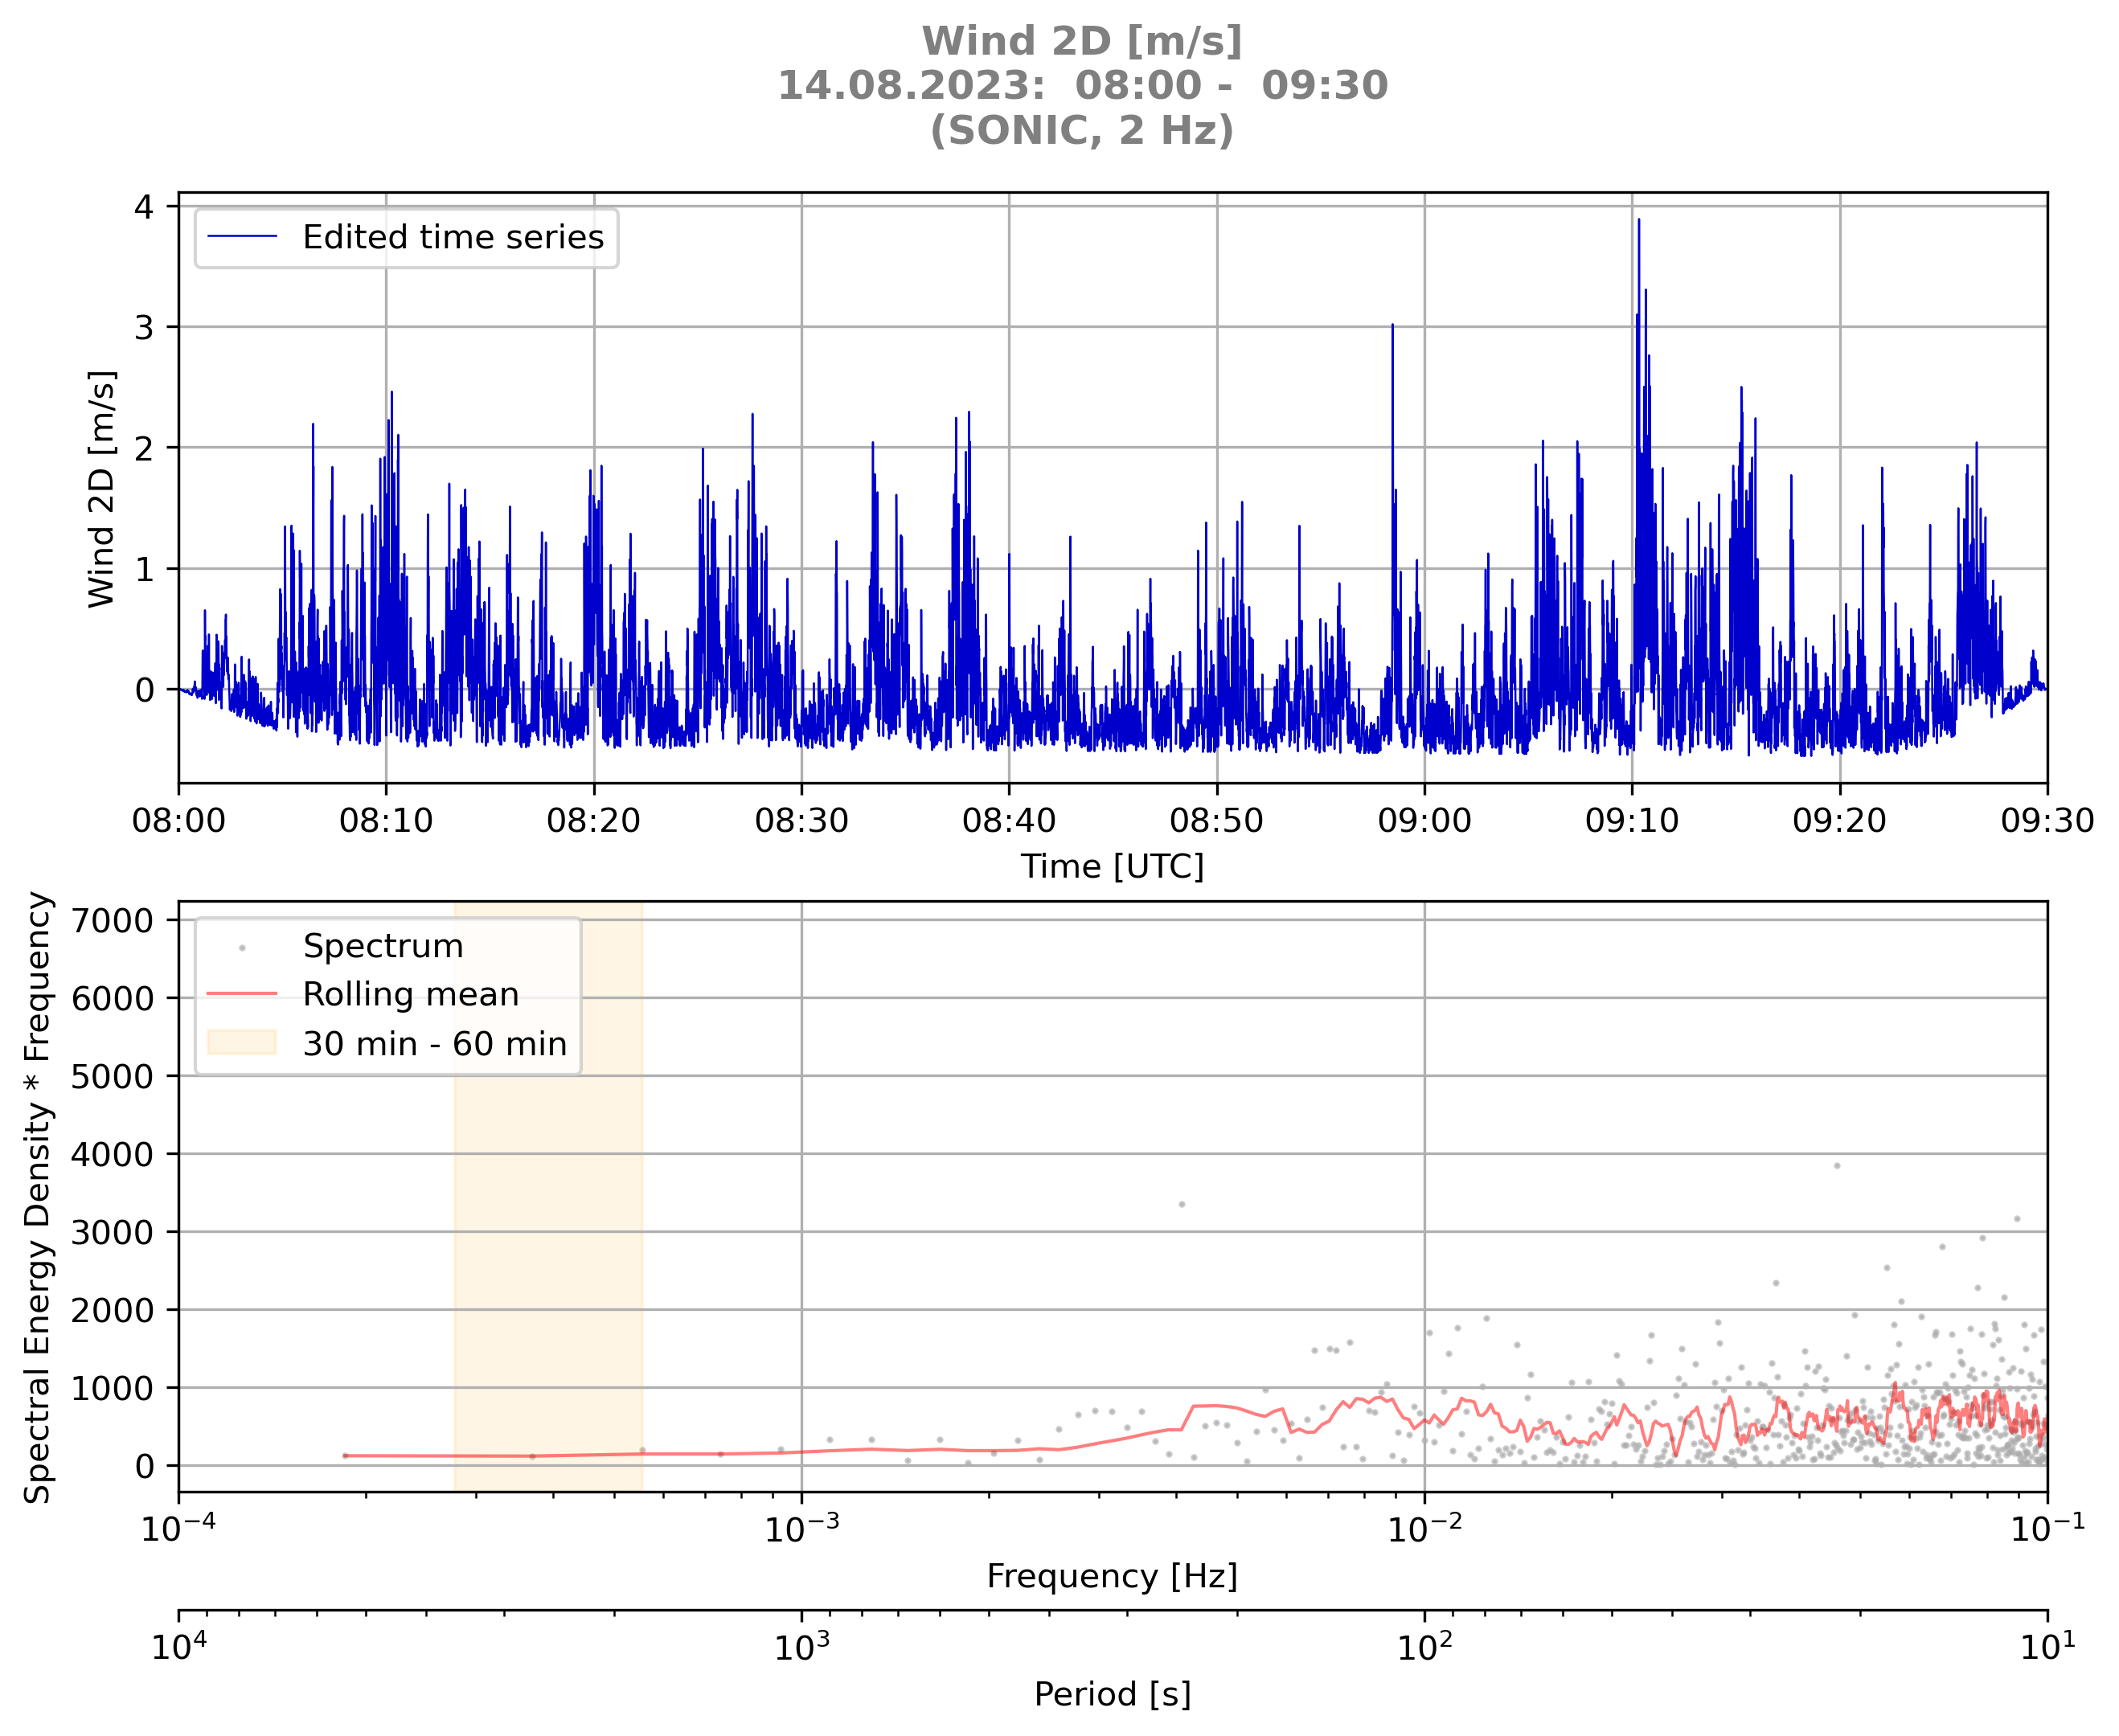 Wind 2D [m/s]
14.08.2023:  08:00 -  09:30
(SONIC, 2 Hz)
Edited time series
Wind 2D [m/s]
4
3
2
1
0
08:00 08:10 08:20 08:30 08:40 08:50 09:00 09:10 09:20 09:30
Time [UTC]
Spectrum
Rolling mean
30 min - 60 min
Spectral Energy Density * Frequency
7000
6000
5000
4000
3000
2000
1000
0
10⁻⁴ 10⁻³ 10⁻² 10⁻¹
Frequency [Hz]
10⁴ 10³ 10² 10¹
Period [s]